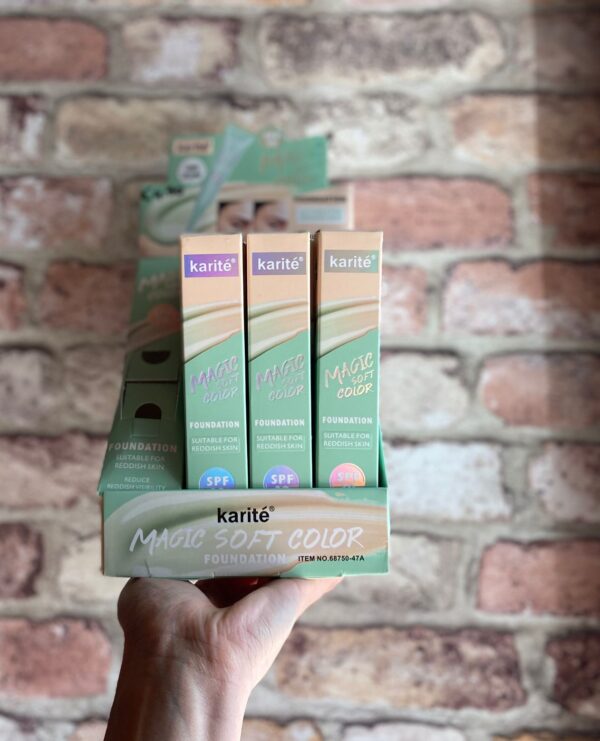 karité®
MAGIC
SOFT
COLOR
FOUNDATION
SUITABLE FOR
REDDISH SKIN
SPF
karité®
MAGIC
SOFT
COLOR
FOUNDATION
SUITABLE FOR
REDDISH SKIN
SPF
karité®
MAGIC
SOFT
COLOR
FOUNDATION
SUITABLE FOR
REDDISH SKIN
SPF
FOUNDATION
SUITABLE FOR
REDDISH SKIN
REDUCE
REDDISH VISIBILITY
karité®
MAGIC SOFT COLOR
FOUNDATION
ITEM NO.68750-47A